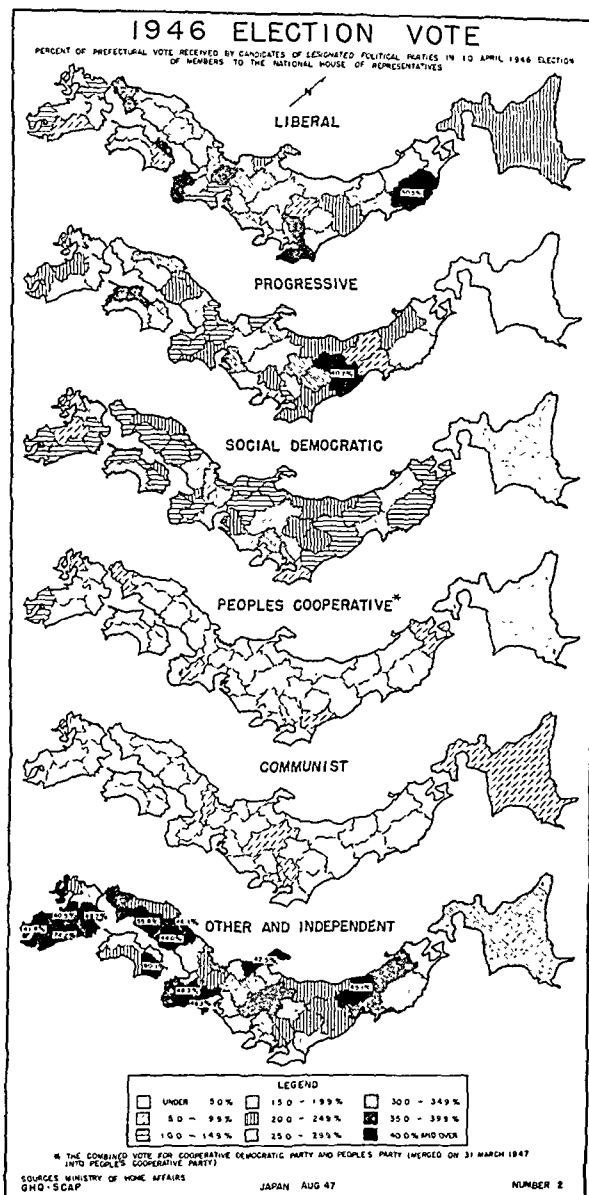 1946 ELECTION VOTE
PERCENT OF PREFECTURAL VOTE RECEIVED BY CANDIDATES OF DESIGNATED POLITICAL PARTIES IN 10 APRIL 1946 ELECTION
OF MEMBERS TO THE NATIONAL HOUSE OF REPRESENTATIVES
N
LIBERAL
PROGRESSIVE
SOCIAL DEMOCRATIC
PEOPLES COOPERATIVE*
COMMUNIST
OTHER AND INDEPENDENT
42.5%
LEGEND
UNDER 5.0% 15.0 - 19.9% 30.0 - 34.9%
5.0 - 9.9% 20.0 - 24.9% 35.0 - 39.9%
10.0 - 14.9% 25.0 - 29.9% 40.0% AND OVER
* THE COMBINED VOTE FOR COOPERATIVE DEMOCRATIC PARTY AND PEOPLE'S PARTY (MERGED ON 31 MARCH 1947
INTO PEOPLE'S COOPERATIVE PARTY)
SOURCES MINISTRY OF HOME AFFAIRS
GHQ-SCAP JAPAN AUG 47 NUMBER 2